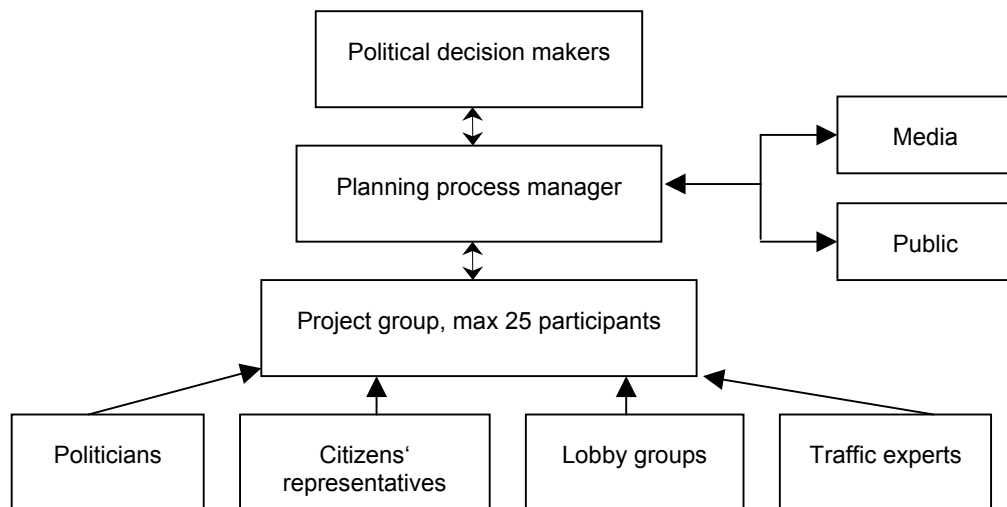 Political decision makers
Media
Planning process manager
Public
Project group, max 25 participants
Politicians
Citizens‘
representatives
Lobby groups
Traffic experts